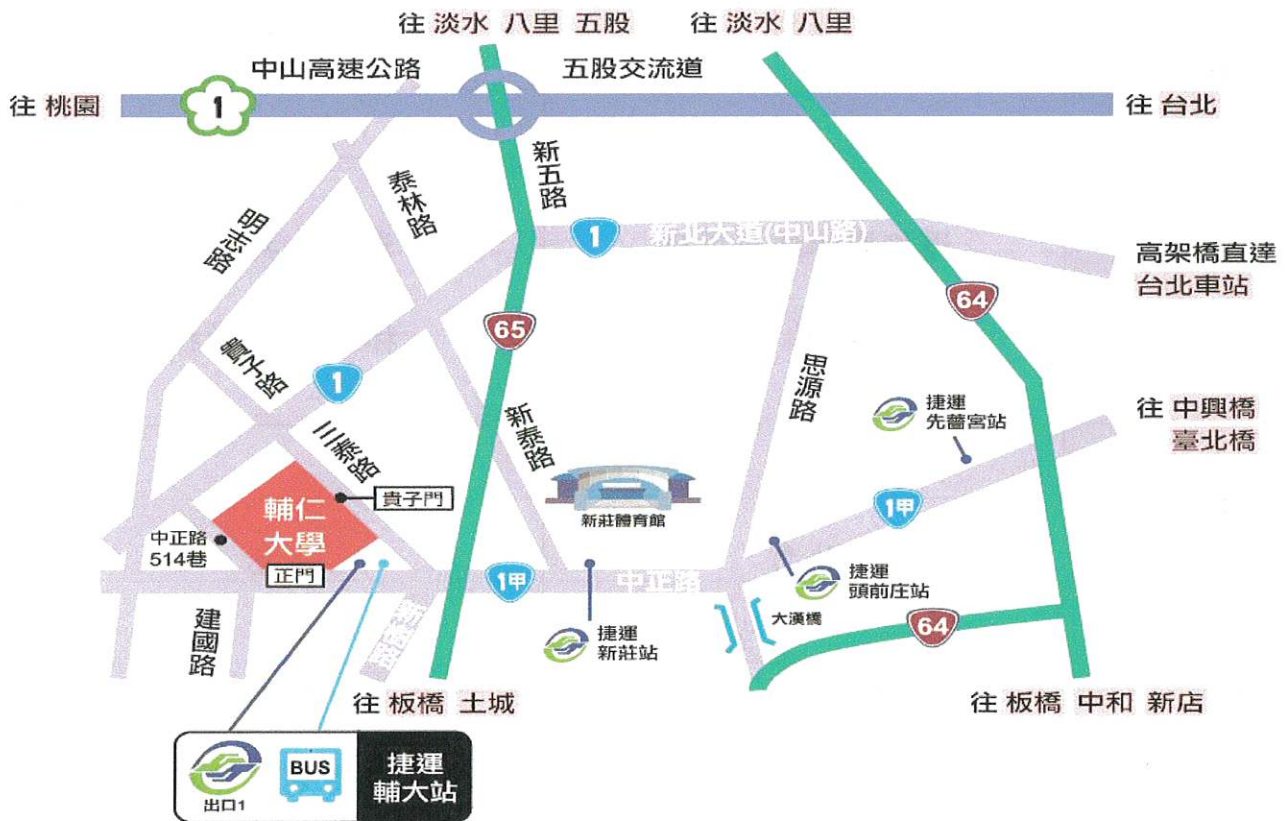 往 淡水 八里 五股
往 淡水 八里
中山高速公路
五股交流道
往 桃園
1
往 台北
新五路
泰林路
明志路
1
新北大道(中山路)
高架橋直達
台北車站
65
64
貴子路
1
思源路
新泰路
捷運
先嗇宮站
往 中興橋
臺北橋
三泰路
貴子門
輔仁
大學
新莊體育館
1甲
中正路
514巷
正門
1甲
中正路
捷運
頭前庄站
大漢橋
建國路
捷運
新莊站
64
往 板橋 土城
往 板橋 中和 新店
BUS
出口1
捷運
輔大站